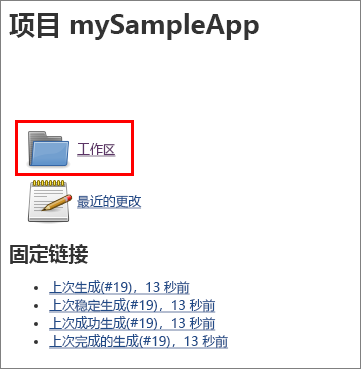 项目 mySampleApp
工作区
最近的更改
固定链接
上次生成(#19)，13 秒前
上次稳定生成(#19)，13 秒前
上次成功生成(#19)，13 秒前
上次完成的生成(#19)，13 秒前